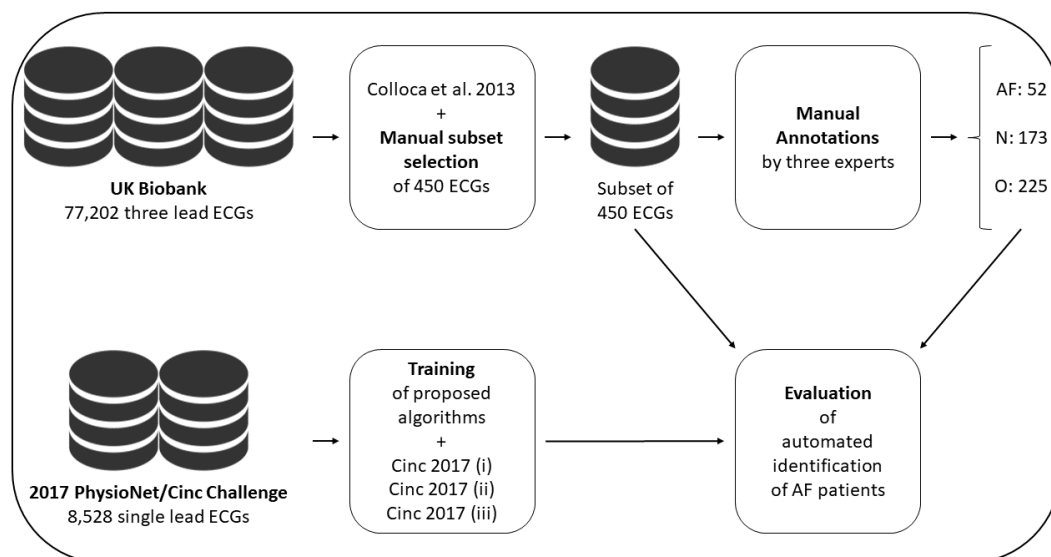 UK Biobank
77,202 three lead ECGs
Colloca et al. 2013
+
Manual subset
selection
of 450 ECGs
Subset of
450 ECGs
Manual
Annotations
by three experts
AF: 52
N: 173
O: 225
2017 PhysioNet/Cinc Challenge
8,528 single lead ECGs
Training
of proposed
algorithms
+
Cinc 2017 (i)
Cinc 2017 (ii)
Cinc 2017 (iii)
Evaluation
of
automated
identification
of AF patients